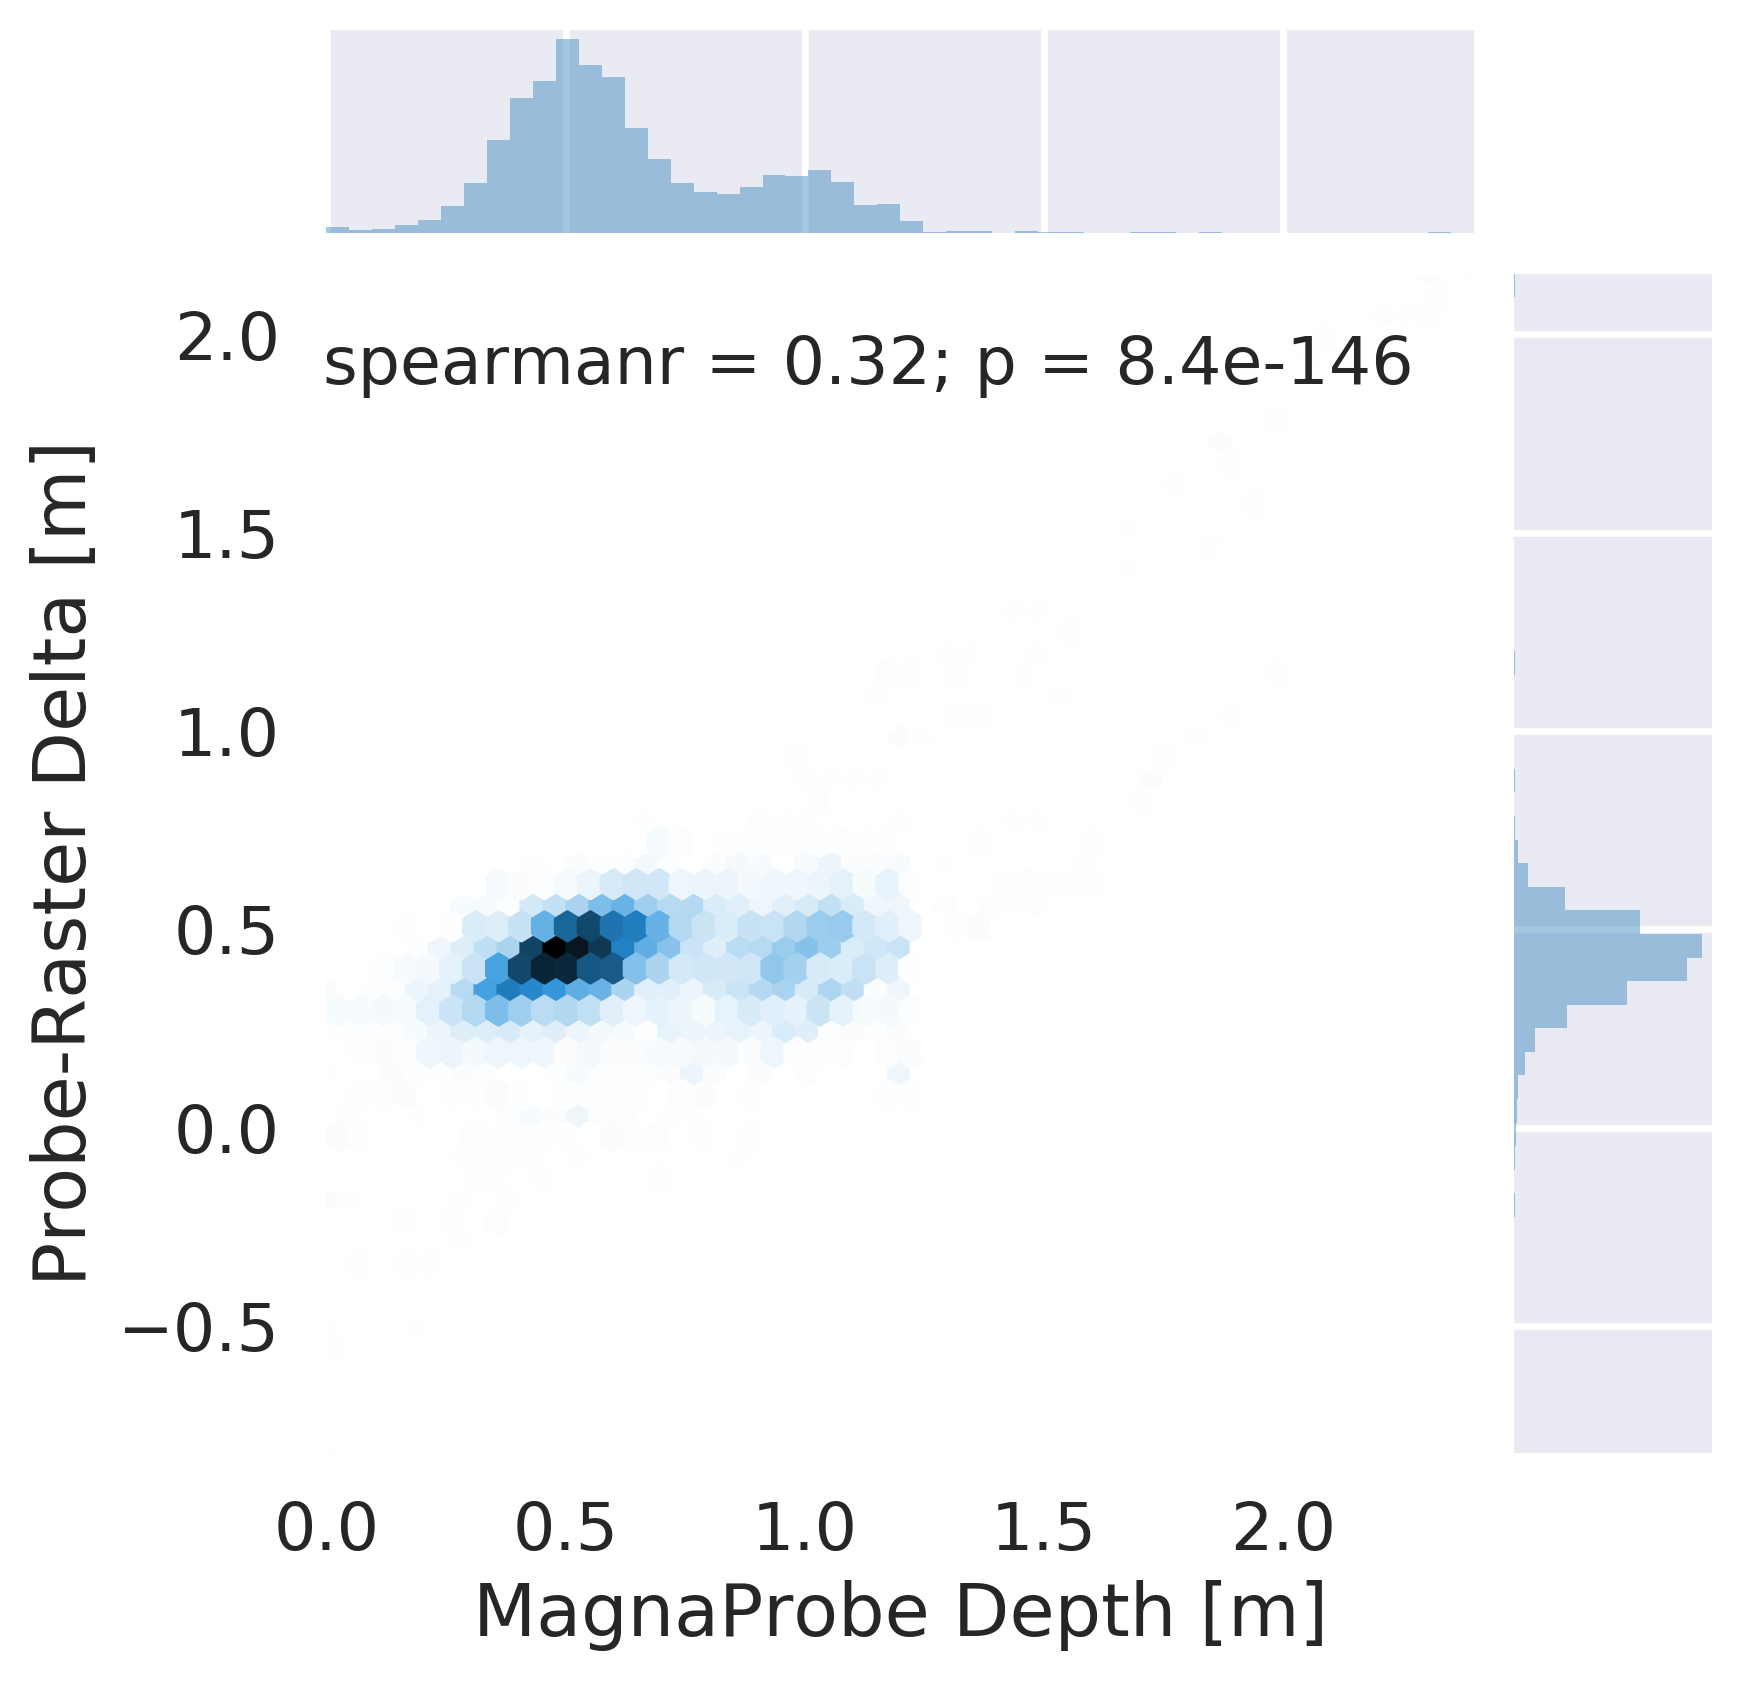 2.0
spearmanr = 0.32; p = 8.4e-146
1.5
1.0
0.5
0.0
−0.5
Probe-Raster Delta [m]
0.0 0.5 1.0 1.5 2.0
MagnaProbe Depth [m]